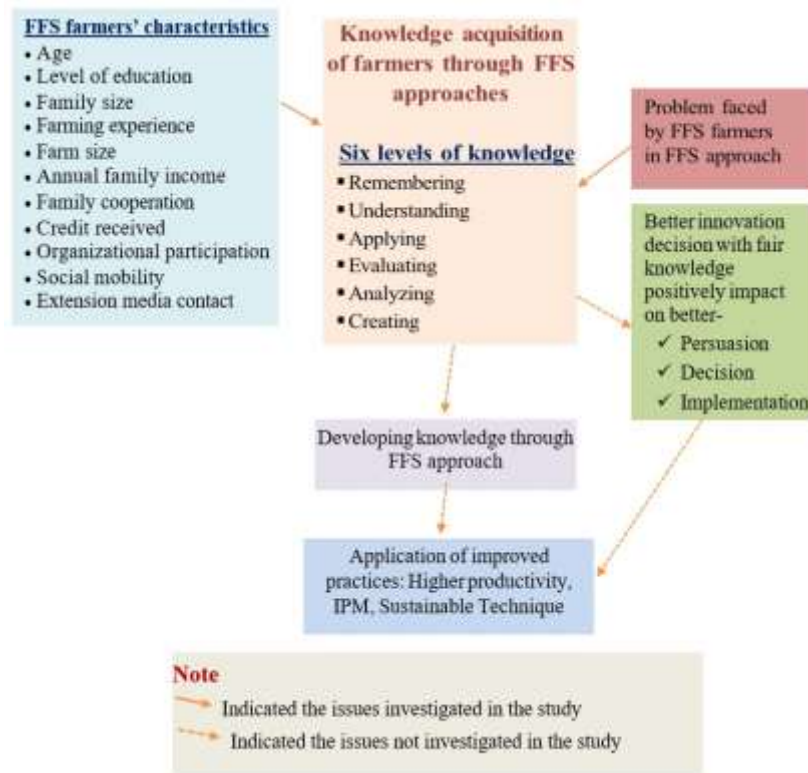 FFS farmers' characteristics
• Age
• Level of education
• Family size
• Farming experience
• Farm size
• Annual family income
• Family cooperation
• Credit received
• Organizational participation
• Social mobility
• Extension media contact
Knowledge acquisition
of farmers through FFS
approaches
Six levels of knowledge
▪ Remembering
▪ Understanding
▪ Applying
▪ Evaluating
▪ Analyzing
▪ Creating
Problem faced
by FFS farmers
in FFS approach
Better innovation
decision with fair
knowledge
positively impact
on better-
✓ Persuasion
✓ Decision
✓ Implementation
Developing knowledge through
FFS approach
Application of improved
practices: Higher productivity,
IPM, Sustainable Technique
Note
Indicated the issues investigated in the study
Indicated the issues not investigated in the study